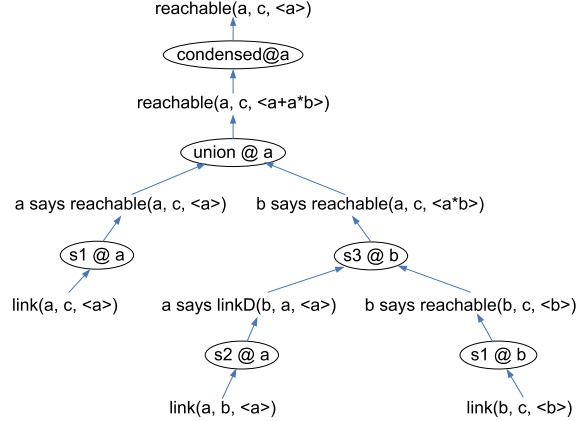 reachable(a, c, <a>)
condensed@a
reachable(a, c, <a+a*b>)
union @ a
a says reachable(a, c, <a>)
b says reachable(a, c, <a*b>)
s1 @ a
s3 @ b
link(a, c, <a>)
a says linkD(b, a, <a>)
b says reachable(b, c, <b>)
s2 @ a
s1 @ b
link(a, b, <a>)
link(b, c, <b>)